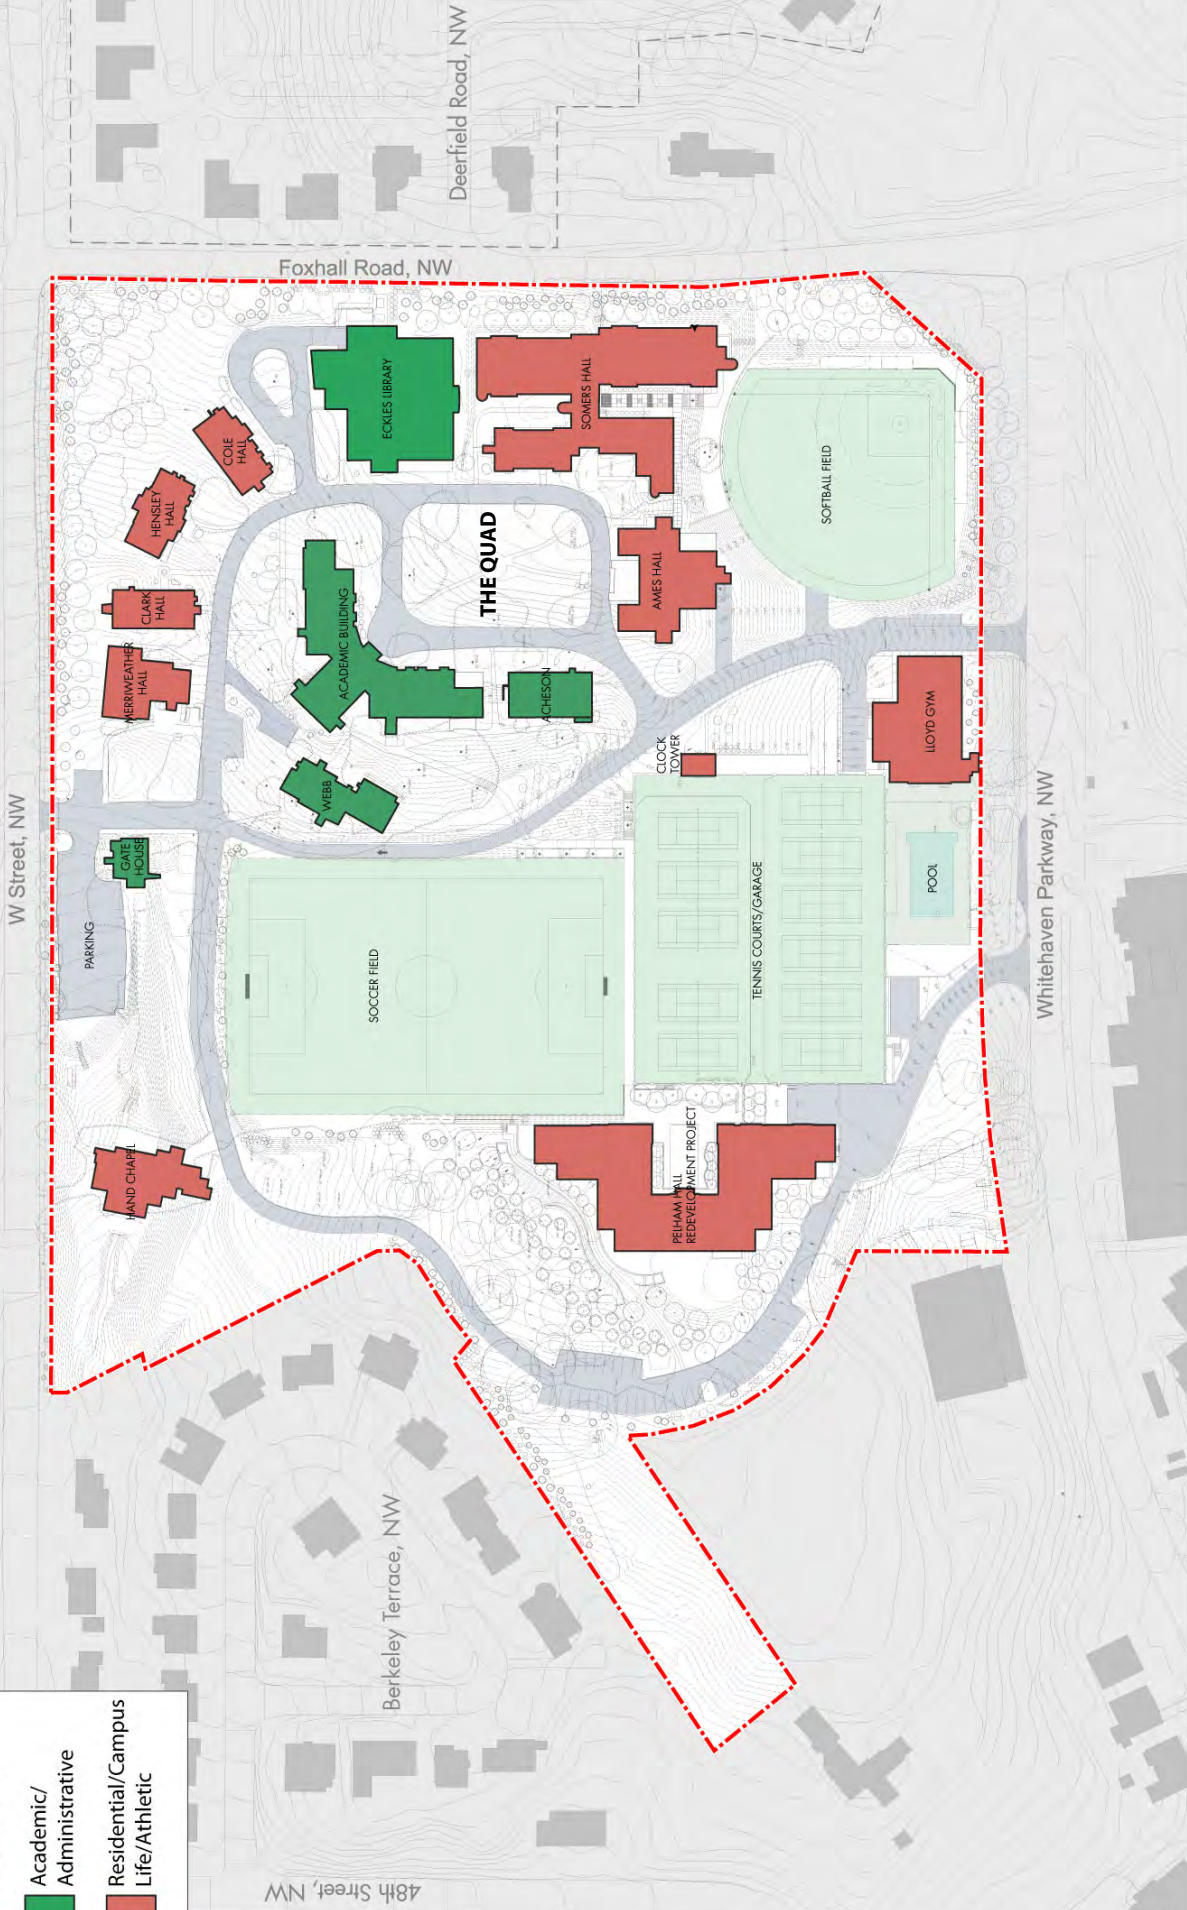 Deerfield Road, NW
Foxhall Road, NW
ECKLES LIBRARY
SOMERS HALL
COLE
HALL
HENSLEY
HALL
SOFTBALL FIELD
THE QUAD
CLARK
HALL
AMES HALL
MERRIWEATHER
HALL
ACADEMIC BUILDING
ACHESON
LLOYD GYM
CLOCK
TOWER
WEBB
W Street, NW
GATE
HOUSE
PARKING
POOL
Whitehaven Parkway, NW
SOCCER FIELD
TENNIS COURTS/GARAGE
HAND CHAPEL
PELHAM HALL
REDEVELOPMENT PROJECT
Berkeley Terrace, NW
48th Street, NW
Academic/
Administrative
Residential/Campus
Life/Athletic